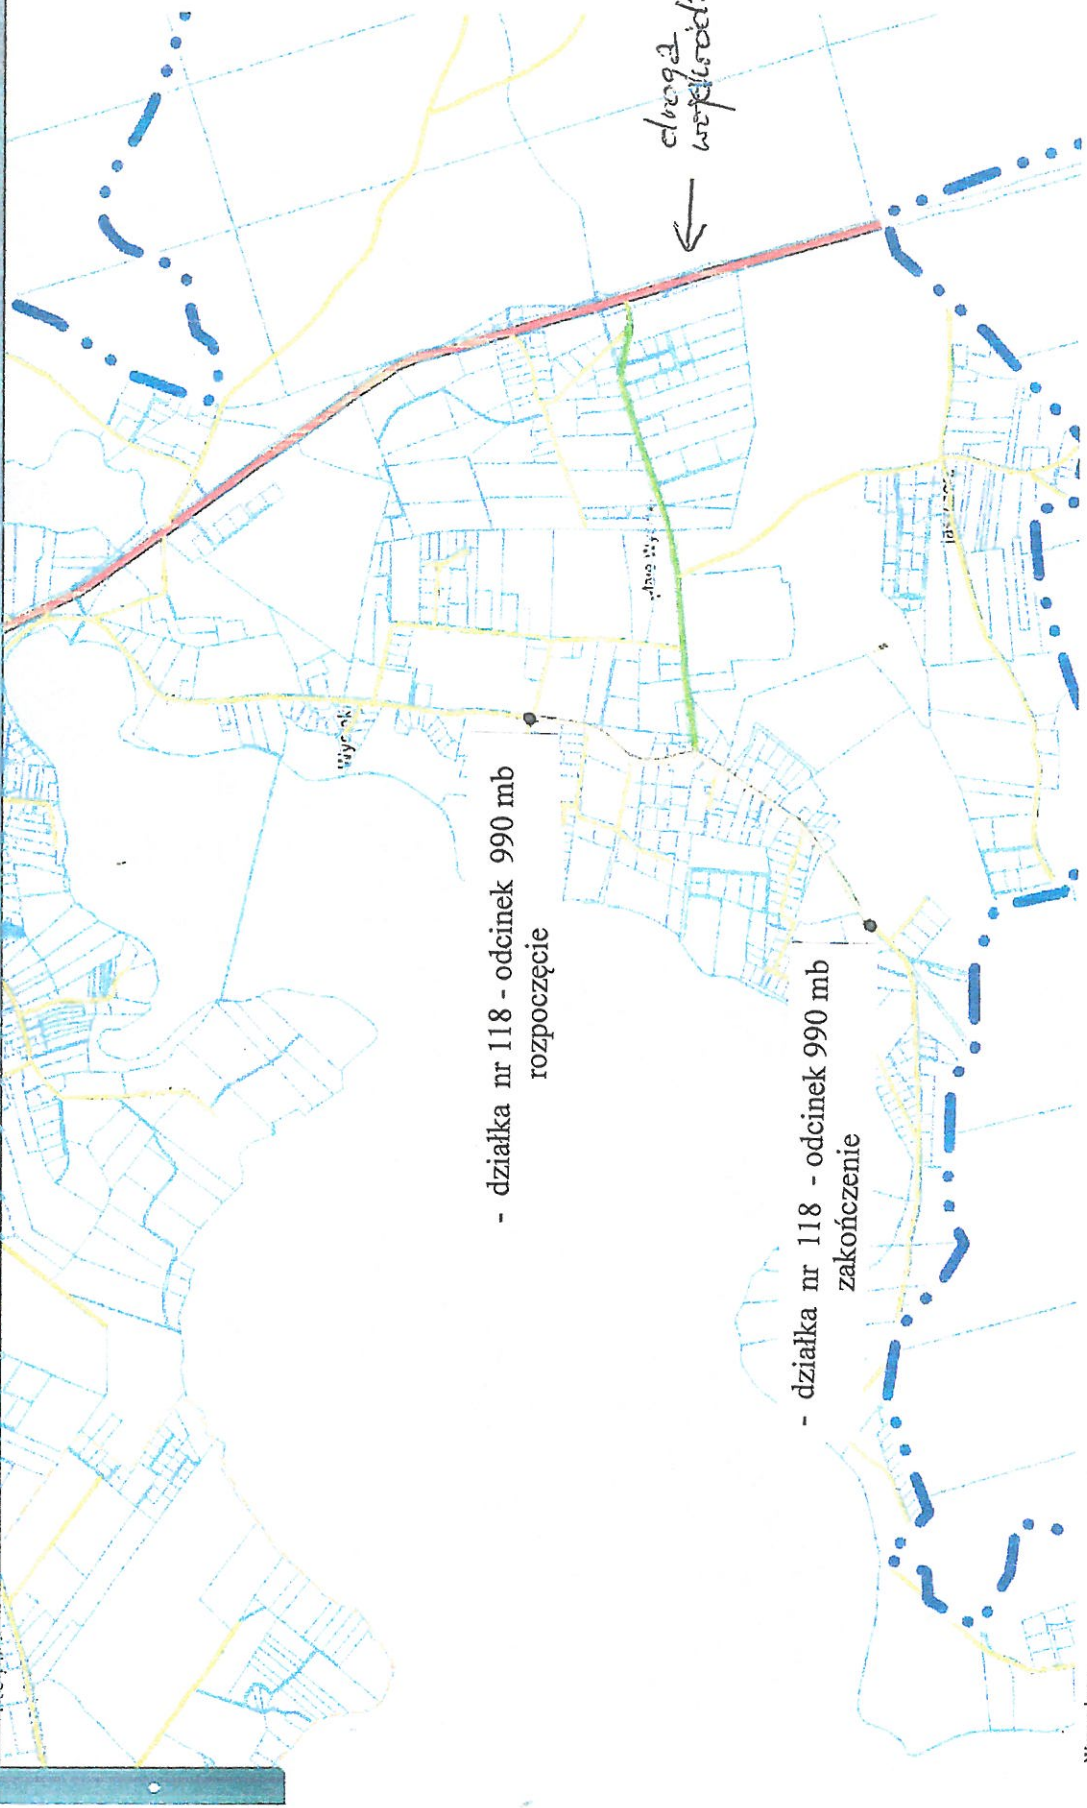 droga
- działka nr 118 - odcinek 990 mb
rozpoczęcie
- działka nr 118 - odcinek 990 mb
zakończenie